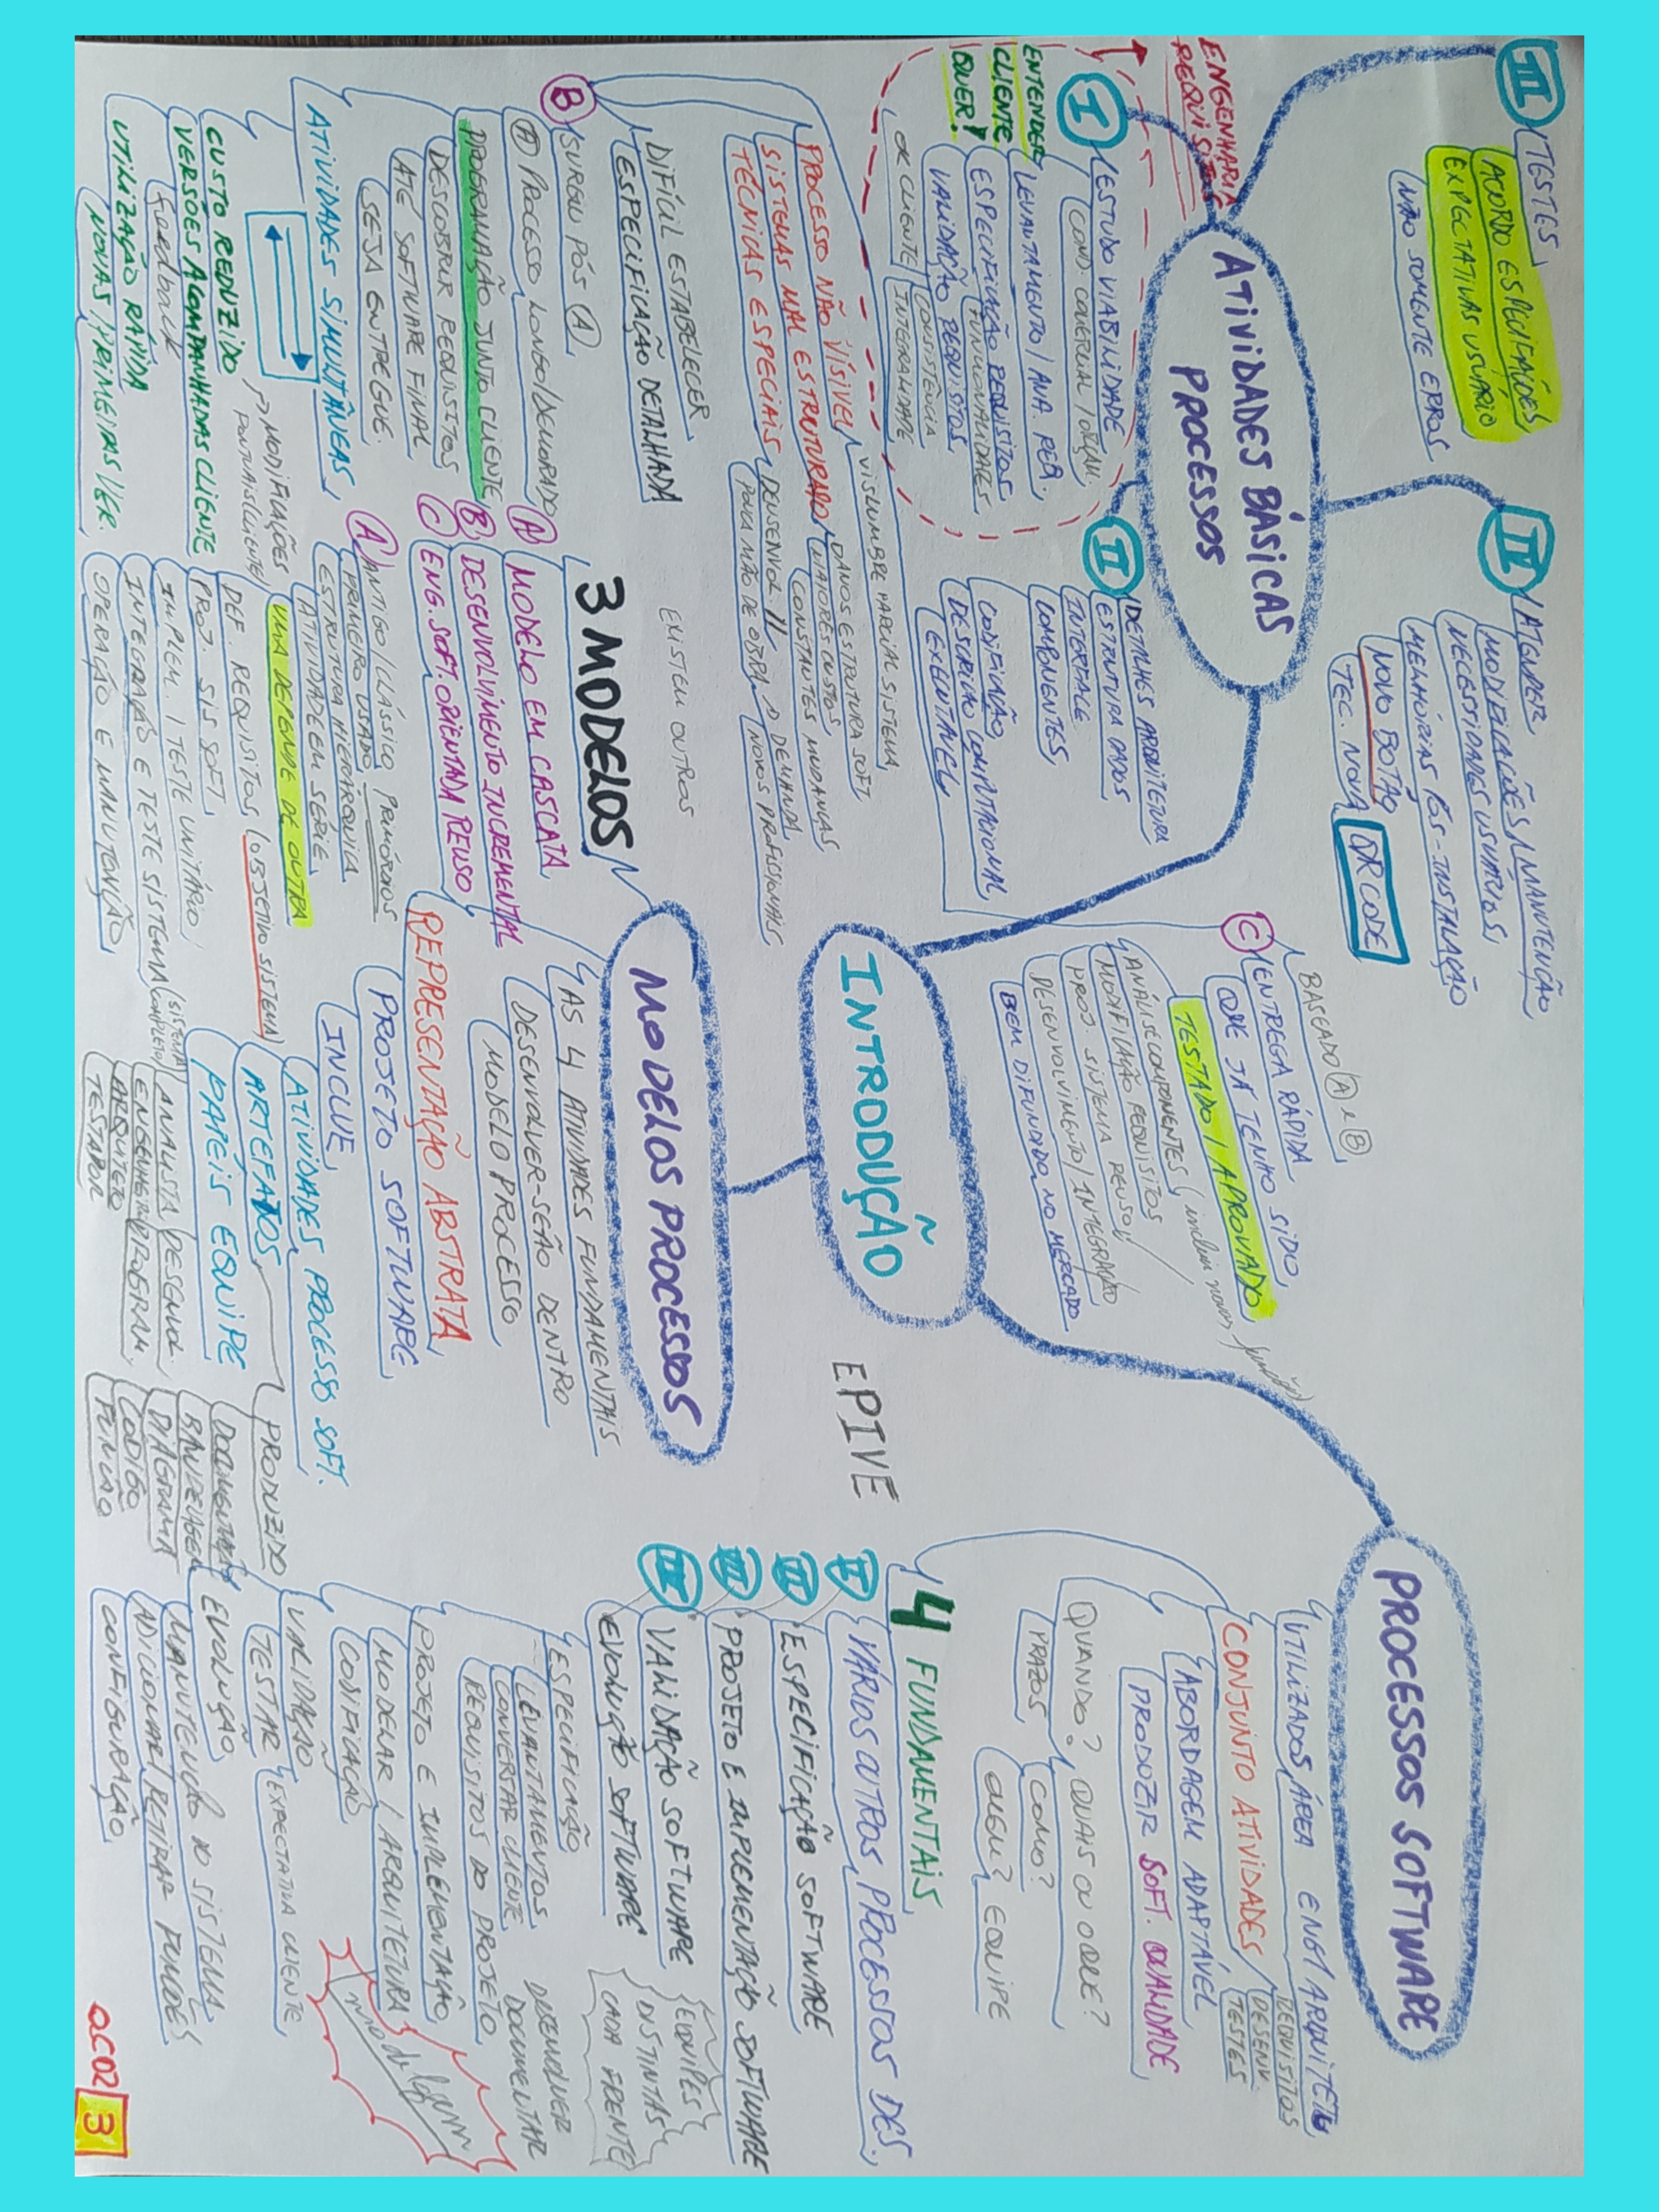 III
TESTES
ACORDO ESPECIFAÇÕES
EXPECTATIVAS USUÁRIO
NÃO SOMENTE ERROS
IV
ATENDER
MODIFICAÇÕES / MANUTENÇÃO
NECESSIDADES USUÁRIOS
MELHÓRIAS PÓS-INSTALAÇÃO
NOVO BOTÃO
TEC. NOVA QR CODE
ATIVIDADES BÁSICAS
PROCESSOS
ENGENHARIA
REQUISITOS
I
ESTUDO VIABILIDADE
COND. COMERCIAL / ORÇAM.
LEVANTAMENTO / ANA. REQ.
ESPECIFICAÇÃO REQUISITOS
FUNCIONALIDADES
VALIDAÇÃO REQUISITOS
OK CLIENTE
CONSISTÊNCIA
INTEGRALIDADE
ENTENDER
CLIENTE
QUER!
II
DETALHES ARQUITETURA
ESTRUTURA DADOS
INTERFACE
COMPONENTES
CODIFICAÇÃO
DESCRIÇÃO COMPUTACIONAL
EXECUTÁVEL
C
BASEADO A e B
ENTREGA RÁPIDA
QUE JÁ TENHO SIDO
TESTADO / APROVADO
ANÁLISE COMPONENTES (incluir novas funções)
MODIFICAÇÃO REQUISITOS
PROJ. SISTEMA REUSO
DESENVOLVIMENTO / INTEGRAÇÃO
BEM DIFUNDIDO NO MERCADO
PROCESSOS SOFTWARE
UTILIZADOS ÁREA ENG / ARQUITETU
CONJUNTO ATIVIDADES
REQUISITOS
DESENV.
TESTES
ABORDAGEM ADAPTÁVEL
PRODUZIR SOFT. QUALIDADE
QUANDO? QUAIS OU O QUE?
PRAZOS COMO?
QUEM? EQUIPE
INTRODUÇÃO
EPIVE
4 FUNDAMENTAIS
VÁRIOS OUTROS PROCESSOS DES.
I
ESPECIFICAÇÃO SOFTWARE
II
PROJETO E IMPLEMENTAÇÃO SOFTWARE
III
VALIDAÇÃO SOFTWARE
IV
EVOLUÇÃO SOFTWARE
EQUIPES
DISTINTAS
CADA FRENTE
ESPECIFICAÇÃO
LEVANTAMENTOS
CONVERSAR CLIENTE
REQUISITOS DO PROJETO
DESENVOLVER
DOCUMENTAR
PROJETO E IMPLEMENTAÇÃO
MODELAR / ARQUITETURA
CODIFICAÇÃO
modelagem
VALIDAÇÃO
TESTAR EXPECTATIVA CLIENTE
EVOLUÇÃO
MANUTENÇÃO DO SISTEMA
ADICIONAR / RETIRAR FUNÇÕES
CONFIGURAÇÃO
PROCESSO NÃO VÍSIVEL
VISLUMBRE PARCIAL SISTEMA
SISTEMAS MAL ESTRUTURADO
DANOS ESTRUTURA SOFT
MAIORES CUSTOS
CONSTANTES MUDANÇAS
TÉCNICAS ESPECIAIS
DEUSENVOL. //
POUCA MÃO DE OBRA
DEMANDA
NOVOS PROFISSIONAIS
DIFÍCIL ESTABELECER
ESPECIFICAÇÃO DETALHADA
EXISTEM OUTROS
B
SURGIU PÓS A
A PROCESSO LONGO/DEMORADO
PROGRAMAÇÃO JUNTO CLIENTE
DESCOBRIR REQUISITOS
ATÉ SOFTWARE FINAL
SEJA ENTREGUE.
ATIVIDADES SIMULTÂNEAS
MODIFICAÇÕES
PONTUAIS (CLIENTE)
CUSTO REDUZIDO
VERSÕES ACOMPANHADAS CLIENTE
feedback
UTILIZAÇÃO RÁPIDA
NOVAS / PRIMEIRAS VER.
MODELOS PROCESSOS
3 MODELOS
A MODELO EM CASCATA
B DESENVOLVIMENTO INCREMENTAL
C ENG. SOFT. ORIENTADA REUSO
A
ANTIGO / CLÁSSICO PRIMÓRDIOS
PRIMEIRO USADO
ESTRUTURA HIERÁRQUICA
ATIVIDADE EM SÉRIE
UMA DEPENDE DE OUTRA
DEF. REQUISITOS (OBJETIVO SISTEMA)
PROJ. SIS SOFT
IMPLEM. / TESTE UNITÁRIO
INTEGRAÇÃO E TESTE SISTEMA (SISTEMA COMPLETO)
OPERAÇÃO E MANUTENÇÃO
AS 4 ATIVIDADES FUNDAMENTAIS
DESENVOLVER-SEÃO DENTRO
MODELO PROCESSO
REPRESENTAÇÃO ABSTRATA
PROJETO SOFTWARE
INCLUE
ATIVIDADES PROCESSO SOFT.
ARTEFATOS
PAPÉIS EQUIPE
ANALISTA / DESENVOL.
ENGENHEIRO PROGRAM.
ARQUITETO
TESTADOR
PRODUZIDO
DIAGRAMA
CÓDIGO
FUNÇÃO
3